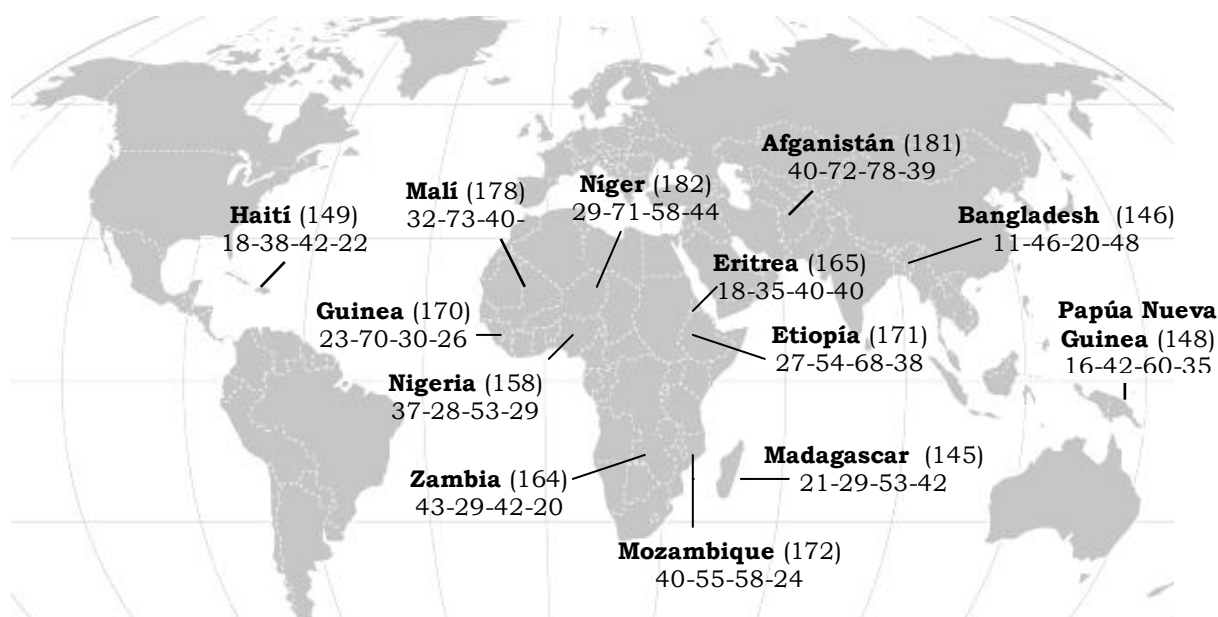 Afganistán (181)
40-72-78-39
Malí (178)
32-73-40-
Níger (182)
29-71-58-44
Haití (149)
18-38-42-22
Bangladesh (146)
11-46-20-48
Eritrea (165)
18-35-40-40
Guinea (170)
23-70-30-26
Etiopía (171)
27-54-68-38
Papúa Nueva
Guinea (148)
16-42-60-35
Nigeria (158)
37-28-53-29
Zambia (164)
43-29-42-20
Madagascar (145)
21-29-53-42
Mozambique (172)
40-55-58-24